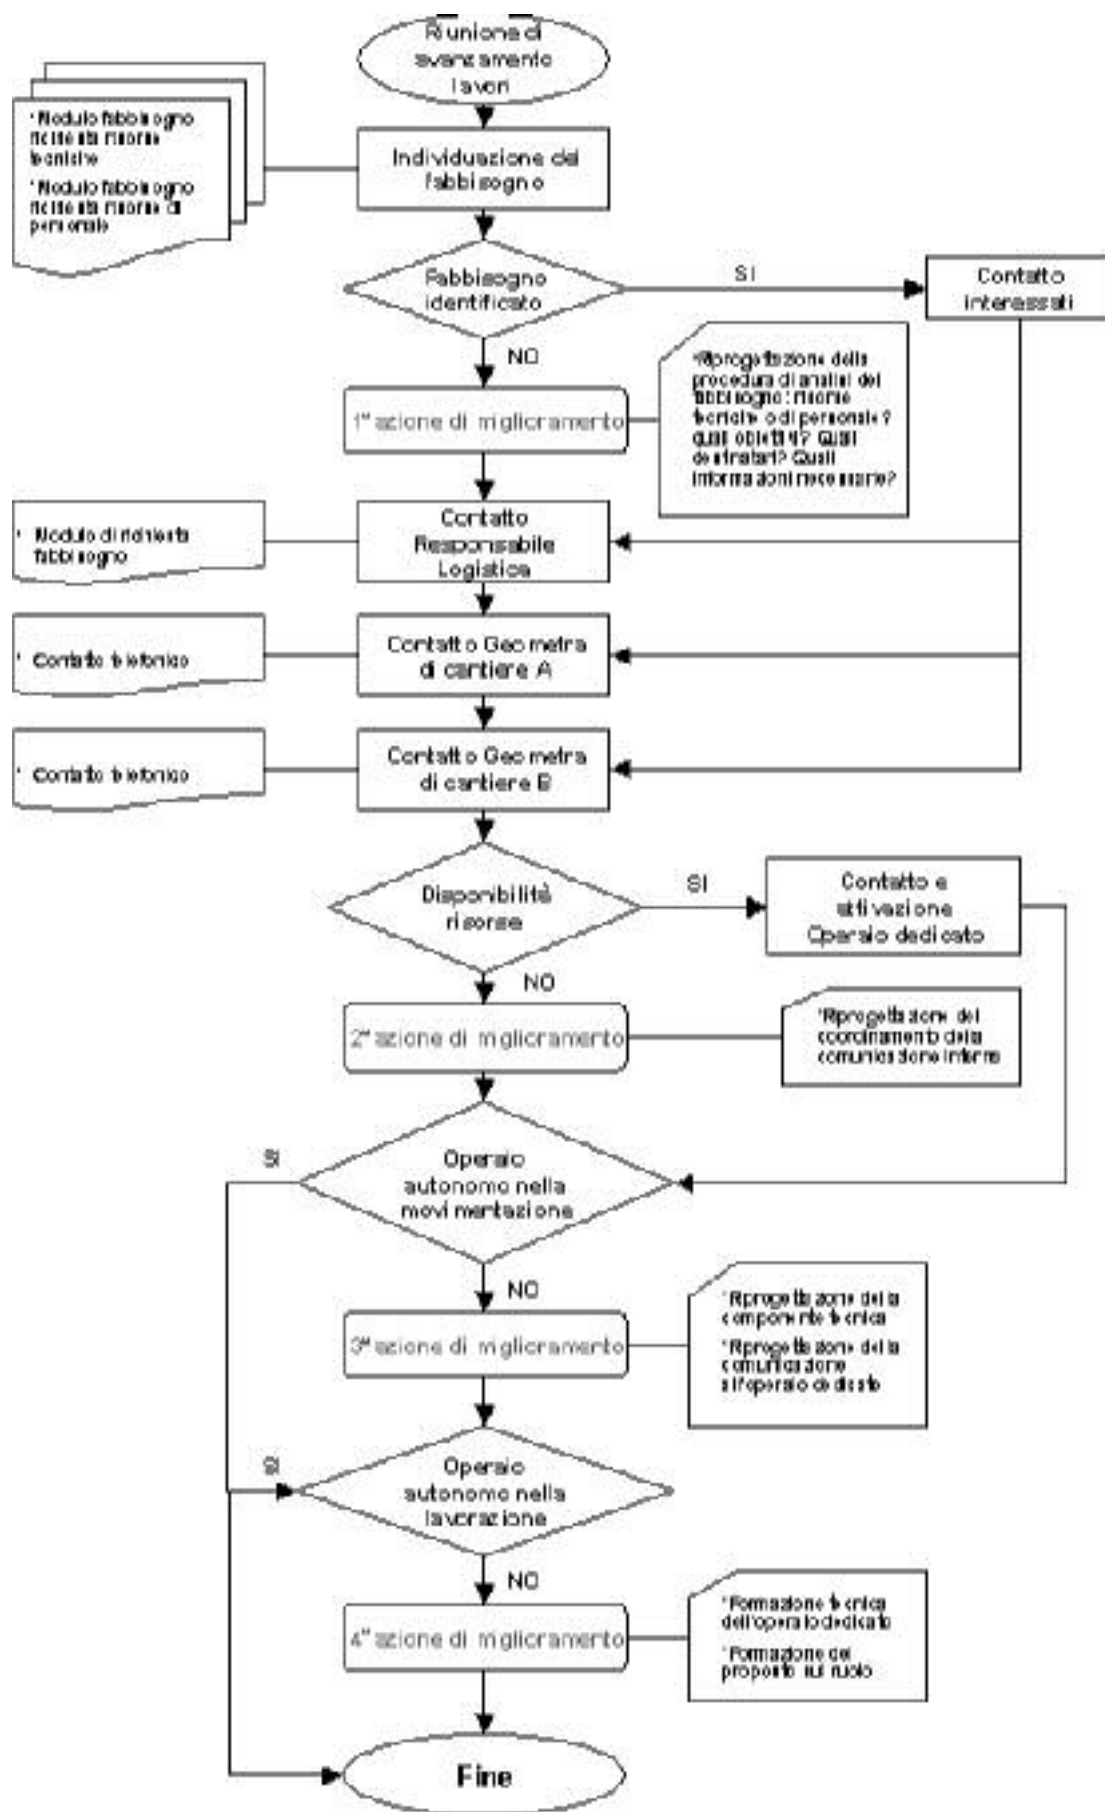 Riunione di
avanzamento
lavori
*Modulo fabbisogno
richiesta risorse
tecniche
*Modulo fabbisogno
richiesta risorse di
personale
Individuazione del
fabbisogno
Fabbisogno
identificato
SI
Contatto
interessati
NO
1ª azione di miglioramento
*Riprogettazione della
procedura di analisi del
fabbisogno: risorse
tecniche o di personale?
quali obiettivi? Quali
destinatari? Quali
informazioni necessarie?
* Modulo di richiesta
fabbisogno
Contatto
Responsabile
Logistica
* Contatto telefonico
Contatto Geometra
di cantiere A
* Contatto telefonico
Contatto Geometra
di cantiere B
Disponibilità
risorse
SI
Contatto e
attivazione
Operaio dedicato
NO
2ª azione di miglioramento
*Riprogettazione del
coordinamento della
comunicazione interna
SI
Operaio
autonomo nella
movimentazione
NO
3ª azione di miglioramento
*Riprogettazione della
componente tecnica
*Riprogettazione della
comunicazione
all'operaio dedicato
SI
Operaio
autonomo nella
lavorazione
NO
4ª azione di miglioramento
*Formazione tecnica
dell'operaio dedicato
*Formazione del
preposto sul ruolo
Fine